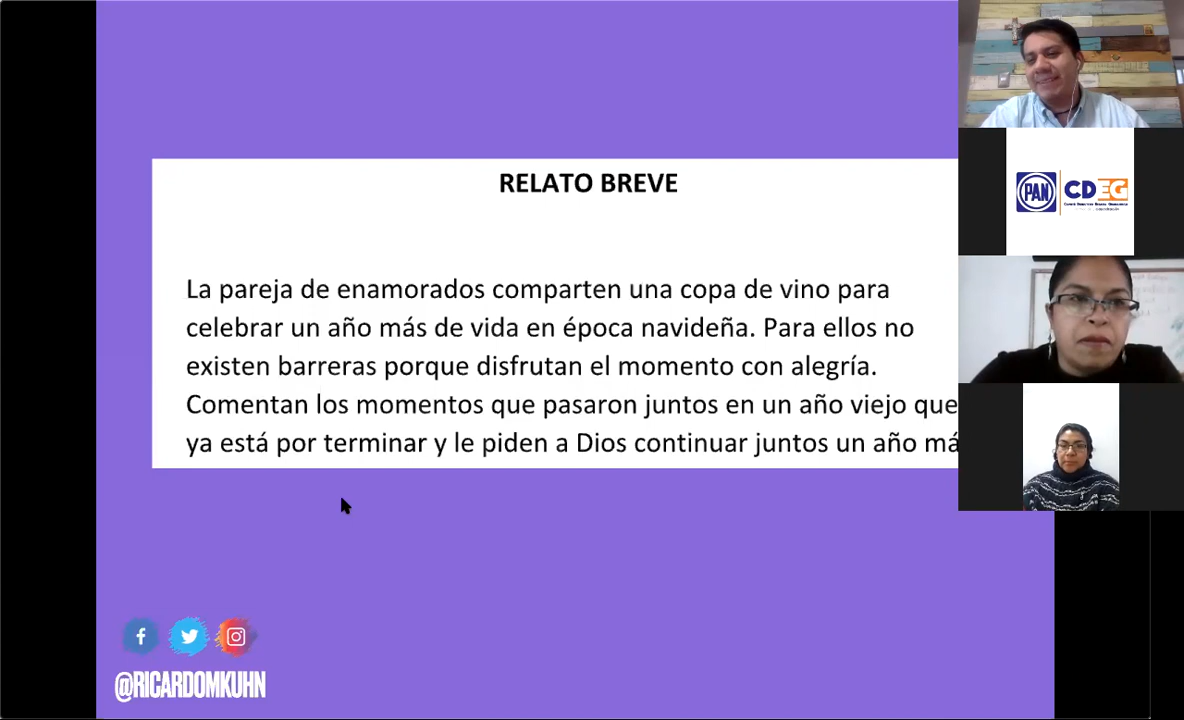 RELATO BREVE
La pareja de enamorados comparten una copa de vino para
celebrar un año más de vida en época navideña. Para ellos no
existen barreras porque disfrutan el momento con alegría.
Comentan los momentos que pasaron juntos en un año viejo que
ya está por terminar y le piden a Dios continuar juntos un año má
@RICARDOMKUHN
PAN
CDEG